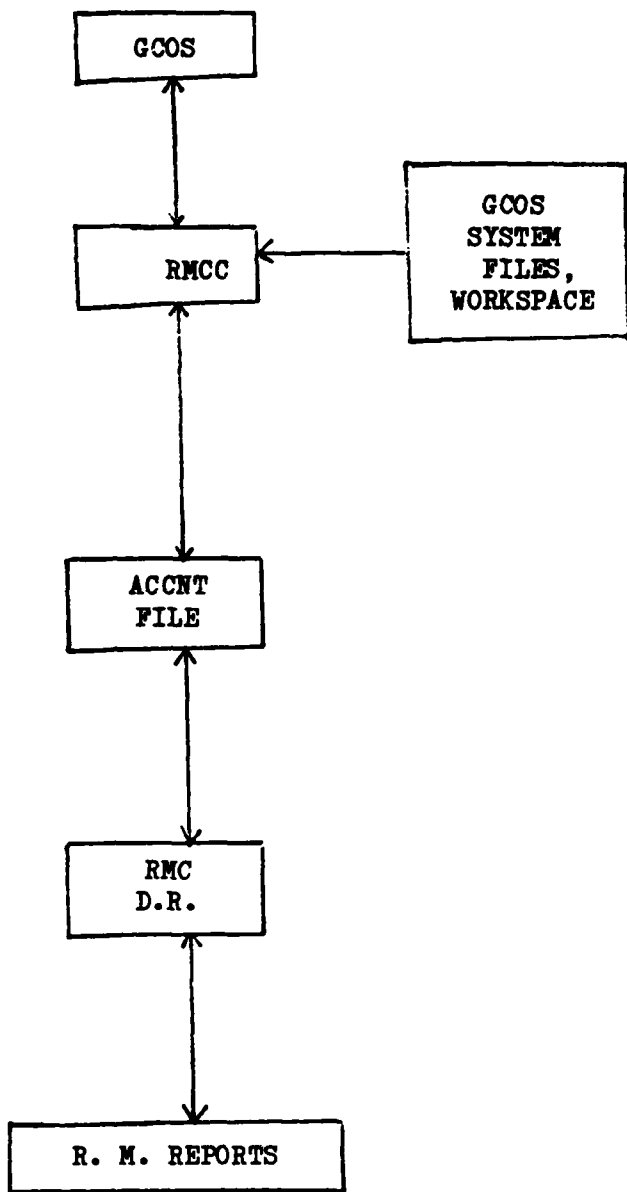 GCOS
RMCC
GCOS
SYSTEM
FILES,
WORKSPACE
ACCNT
FILE
RMC
D.R.
R. M. REPORTS